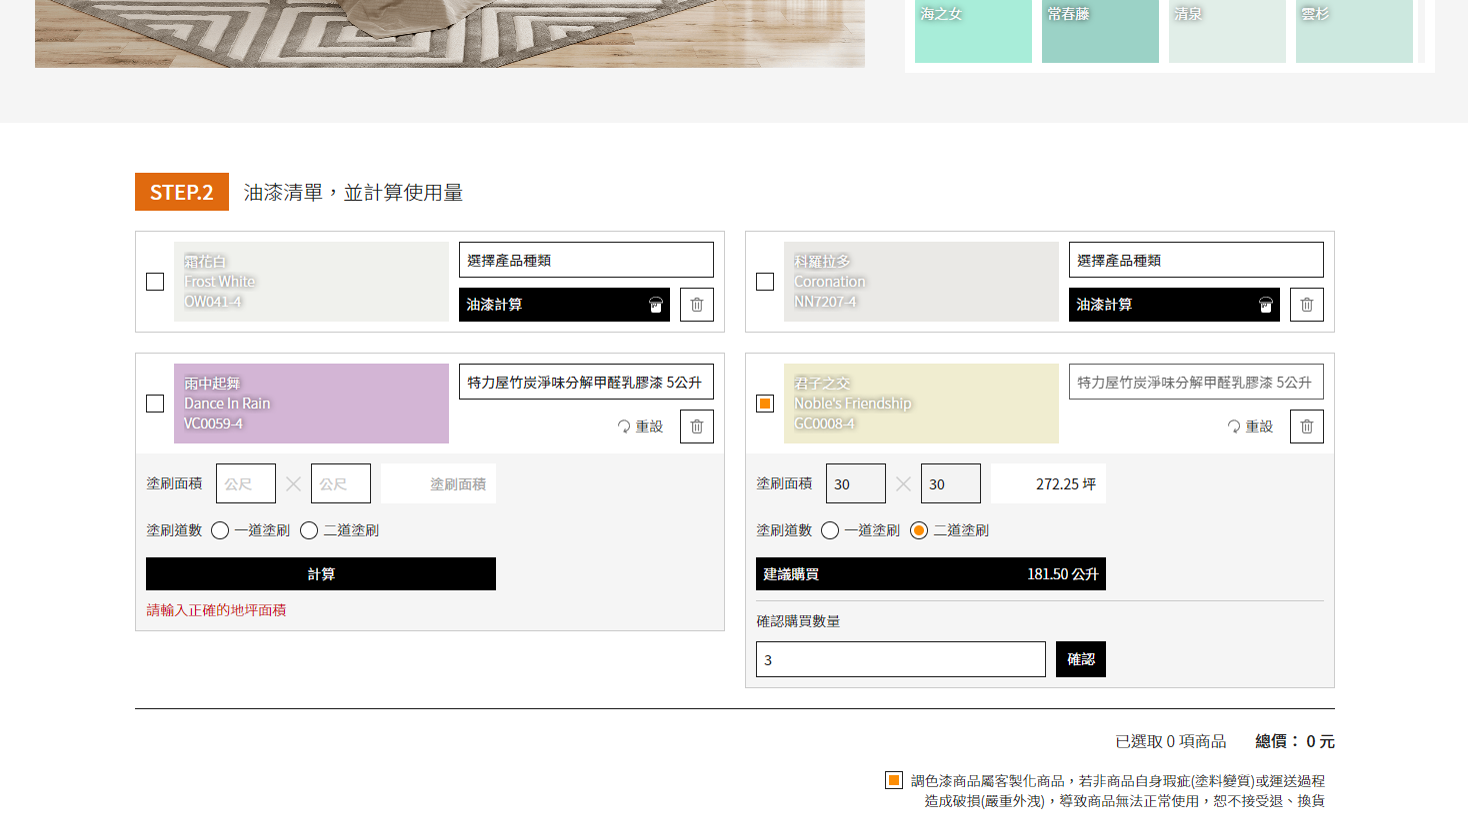 海之女
常春藤
清泉
雲杉
STEP.2
油漆清單，並計算使用量
霜花白
Frost White
OW041-4
選擇產品種類
油漆計算
科羅拉多
Coronation
NN7207-4
選擇產品種類
油漆計算
雨中起舞
Dance In Rain
VC0059-4
特力屋竹炭淨味分解甲醛乳膠漆 5公升
重設
塗刷面積
公尺
公尺
塗刷面積
塗刷道數
一道塗刷
二道塗刷
計算
請輸入正確的地坪面積
君子之交
Noble's Friendship
GC0008-4
特力屋竹炭淨味分解甲醛乳膠漆 5公升
重設
塗刷面積
30
30
272.25 坪
塗刷道數
一道塗刷
二道塗刷
建議購買
181.50 公升
確認購買數量
3
確認
已選取 0 項商品
總價： 0 元
調色漆商品屬客製化商品，若非商品自身瑕疵(塗料變質)或運送過程
造成破損(嚴重外洩)，導致商品無法正常使用，恕不接受退、換貨